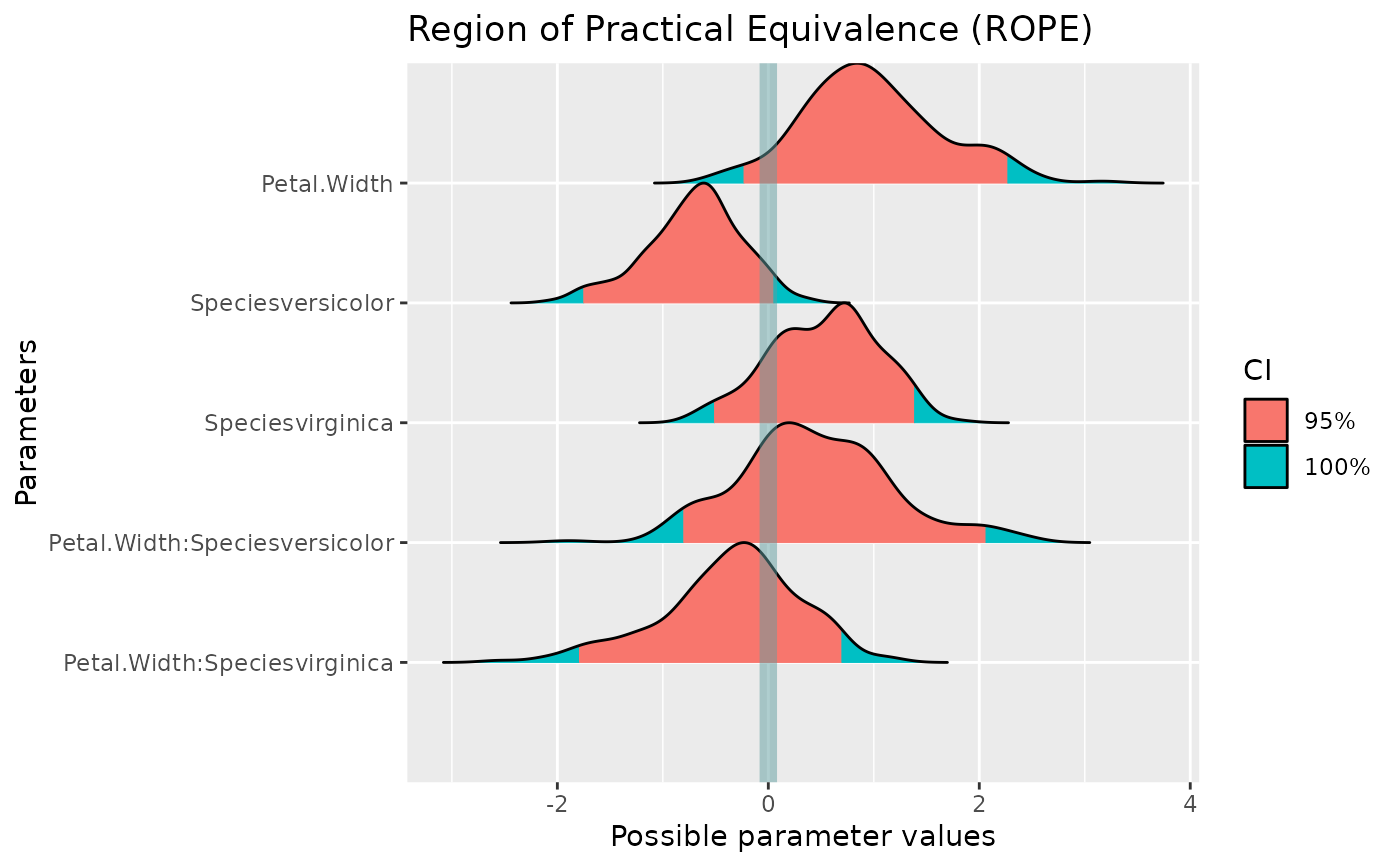 Region of Practical Equivalence (ROPE)
Parameters
Petal.Width
Speciesversicolor
Speciesvirginica
Petal.Width:Speciesversicolor
Petal.Width:Speciesvirginica
-2 0 2 4
Possible parameter values
CI
95%
100%